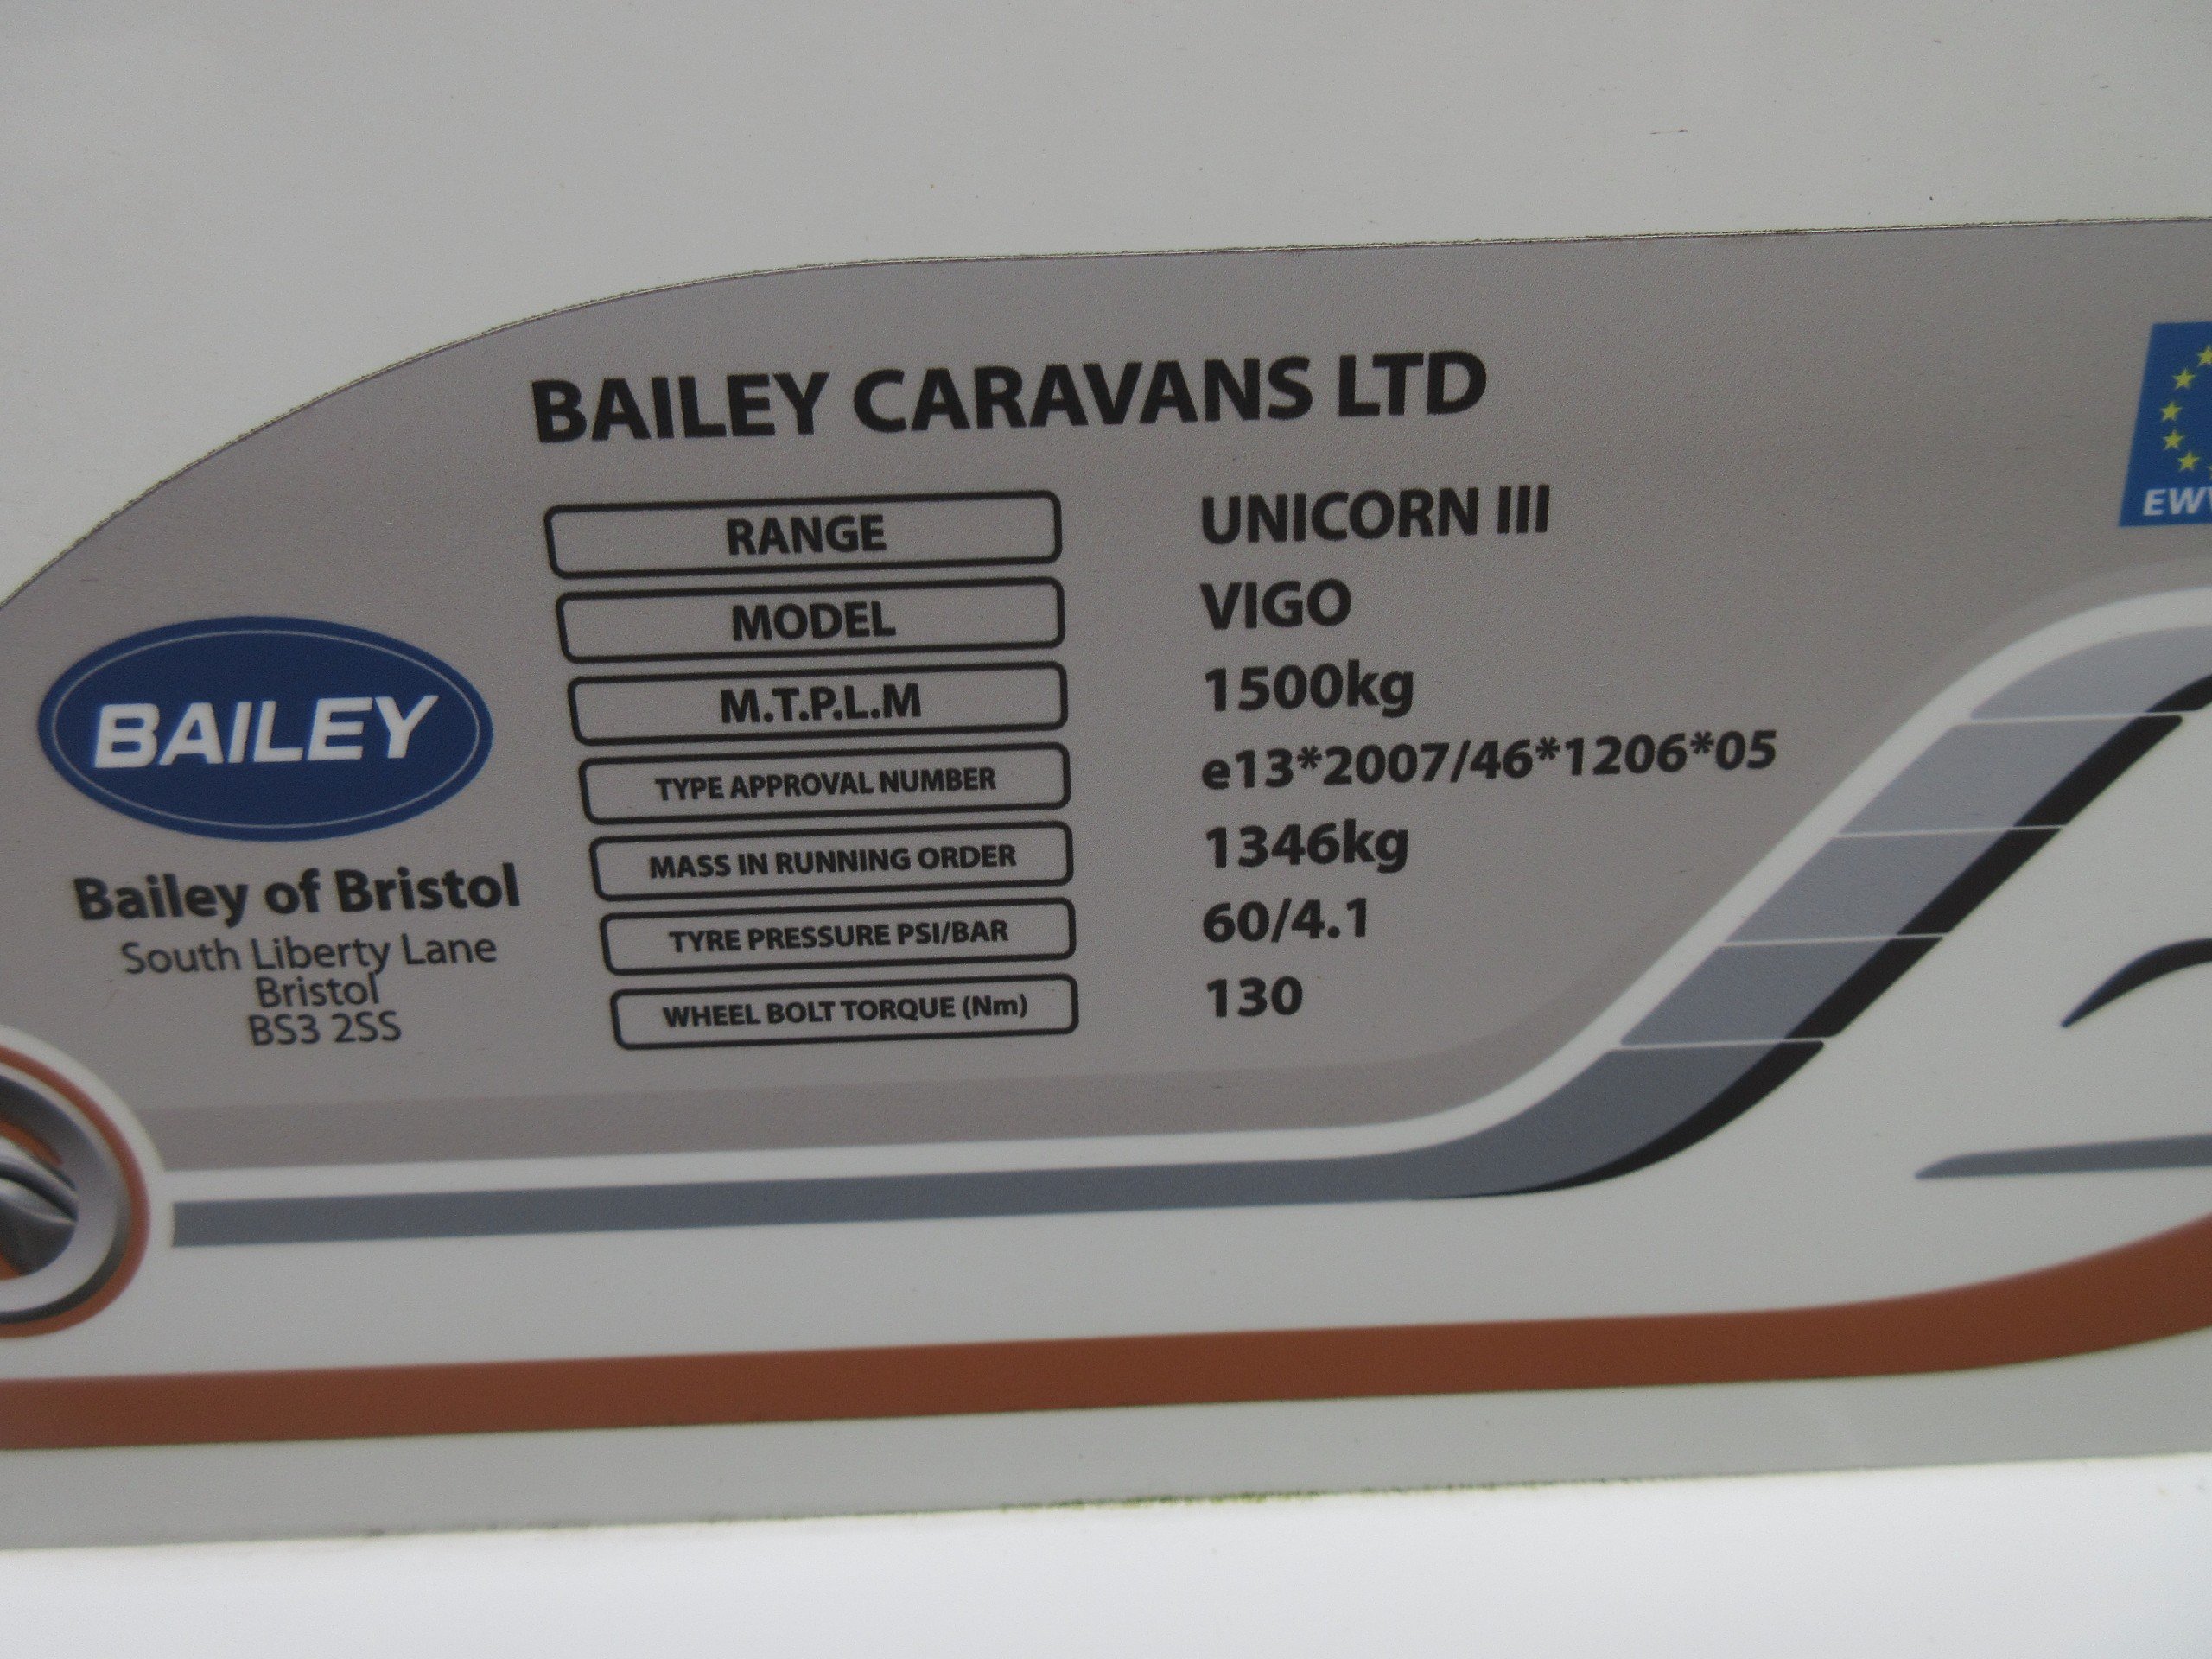 BAILEY CARAVANS LTD
RANGE UNICORN III
MODEL VIGO
M.T.P.L.M 1500kg
TYPE APPROVAL NUMBER e13*2007/46*1206*05
MASS IN RUNNING ORDER 1346kg
TYRE PRESSURE PSI/BAR 60/4.1
WHEEL BOLT TORQUE (Nm) 130
BAILEY
Bailey of Bristol
South Liberty Lane
Bristol
BS3 2SS